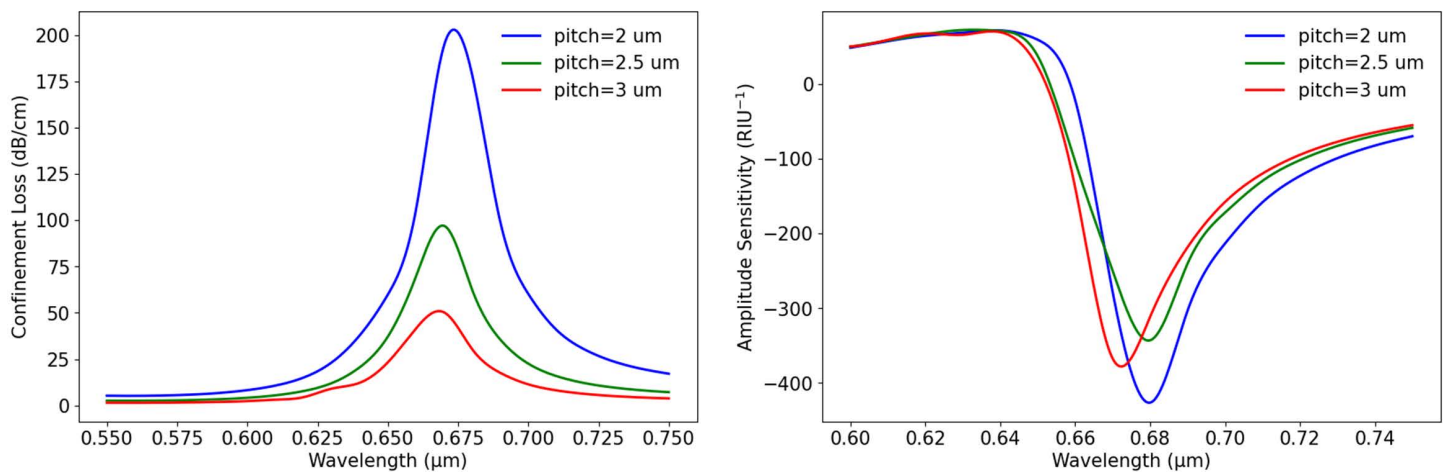 Confinement Loss (dB/cm)
200
175
150
125
100
75
50
25
0
0.550 0.575 0.600 0.625 0.650 0.675 0.700 0.725 0.750
Wavelength (μm)
pitch=2 um
pitch=2.5 um
pitch=3 um
Amplitude Sensitivity (RIU⁻¹)
0
−100
−200
−300
−400
0.60 0.62 0.64 0.66 0.68 0.70 0.72 0.74
Wavelength (μm)
pitch=2 um
pitch=2.5 um
pitch=3 um